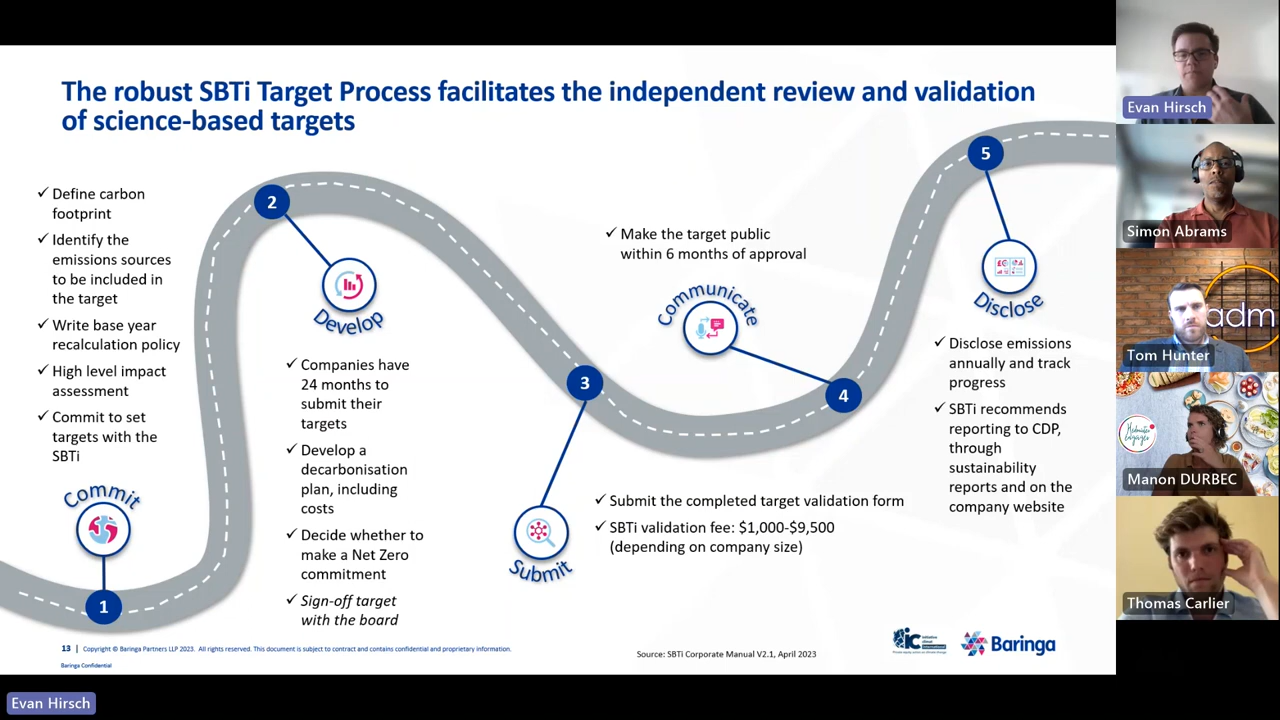 The robust SBTi Target Process facilitates the independent review and validation
of science-based targets
✓ Define carbon
footprint
✓ Identify the
emissions sources
to be included in
the target
✓ Write base year
recalculation policy
✓ High level impact
assessment
✓ Commit to set
targets with the
SBTi
Commit
1
2
Develop
✓ Companies have
24 months to
submit their
targets
✓ Develop a
decarbonisation
plan, including
costs
✓ Decide whether to
make a Net Zero
commitment
✓ Sign-off target
with the board
3
Submit
✓ Submit the completed target validation form
✓ SBTi validation fee: $1,000-$9,500
(depending on company size)
✓ Make the target public
within 6 months of approval
Communicate
4
5
Disclose
✓ Disclose emissions
annually and track
progress
✓ SBTi recommends
reporting to CDP,
through
sustainability
reports and on the
company website
13 | Copyright © Baringa Partners LLP 2023. All rights reserved. This document is subject to contract and contains confidential and proprietary information.
Baringa Confidential
Source: SBTi Corporate Manual V2.1, April 2023
iC
initiative
climat
international
Baringa
Evan Hirsch
Simon Abrams
adm
Tom Hunter
Manon DURBEC
Thomas Carlier
Evan Hirsch